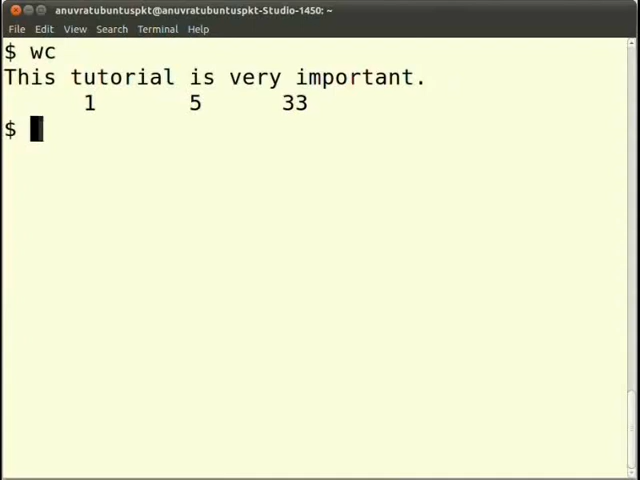 anuvratubuntuspkt@anuvratubuntuspkt-Studio-1450: ~
File Edit View Search Terminal Help
$ wc
This tutorial is very important.
1 5 33
$